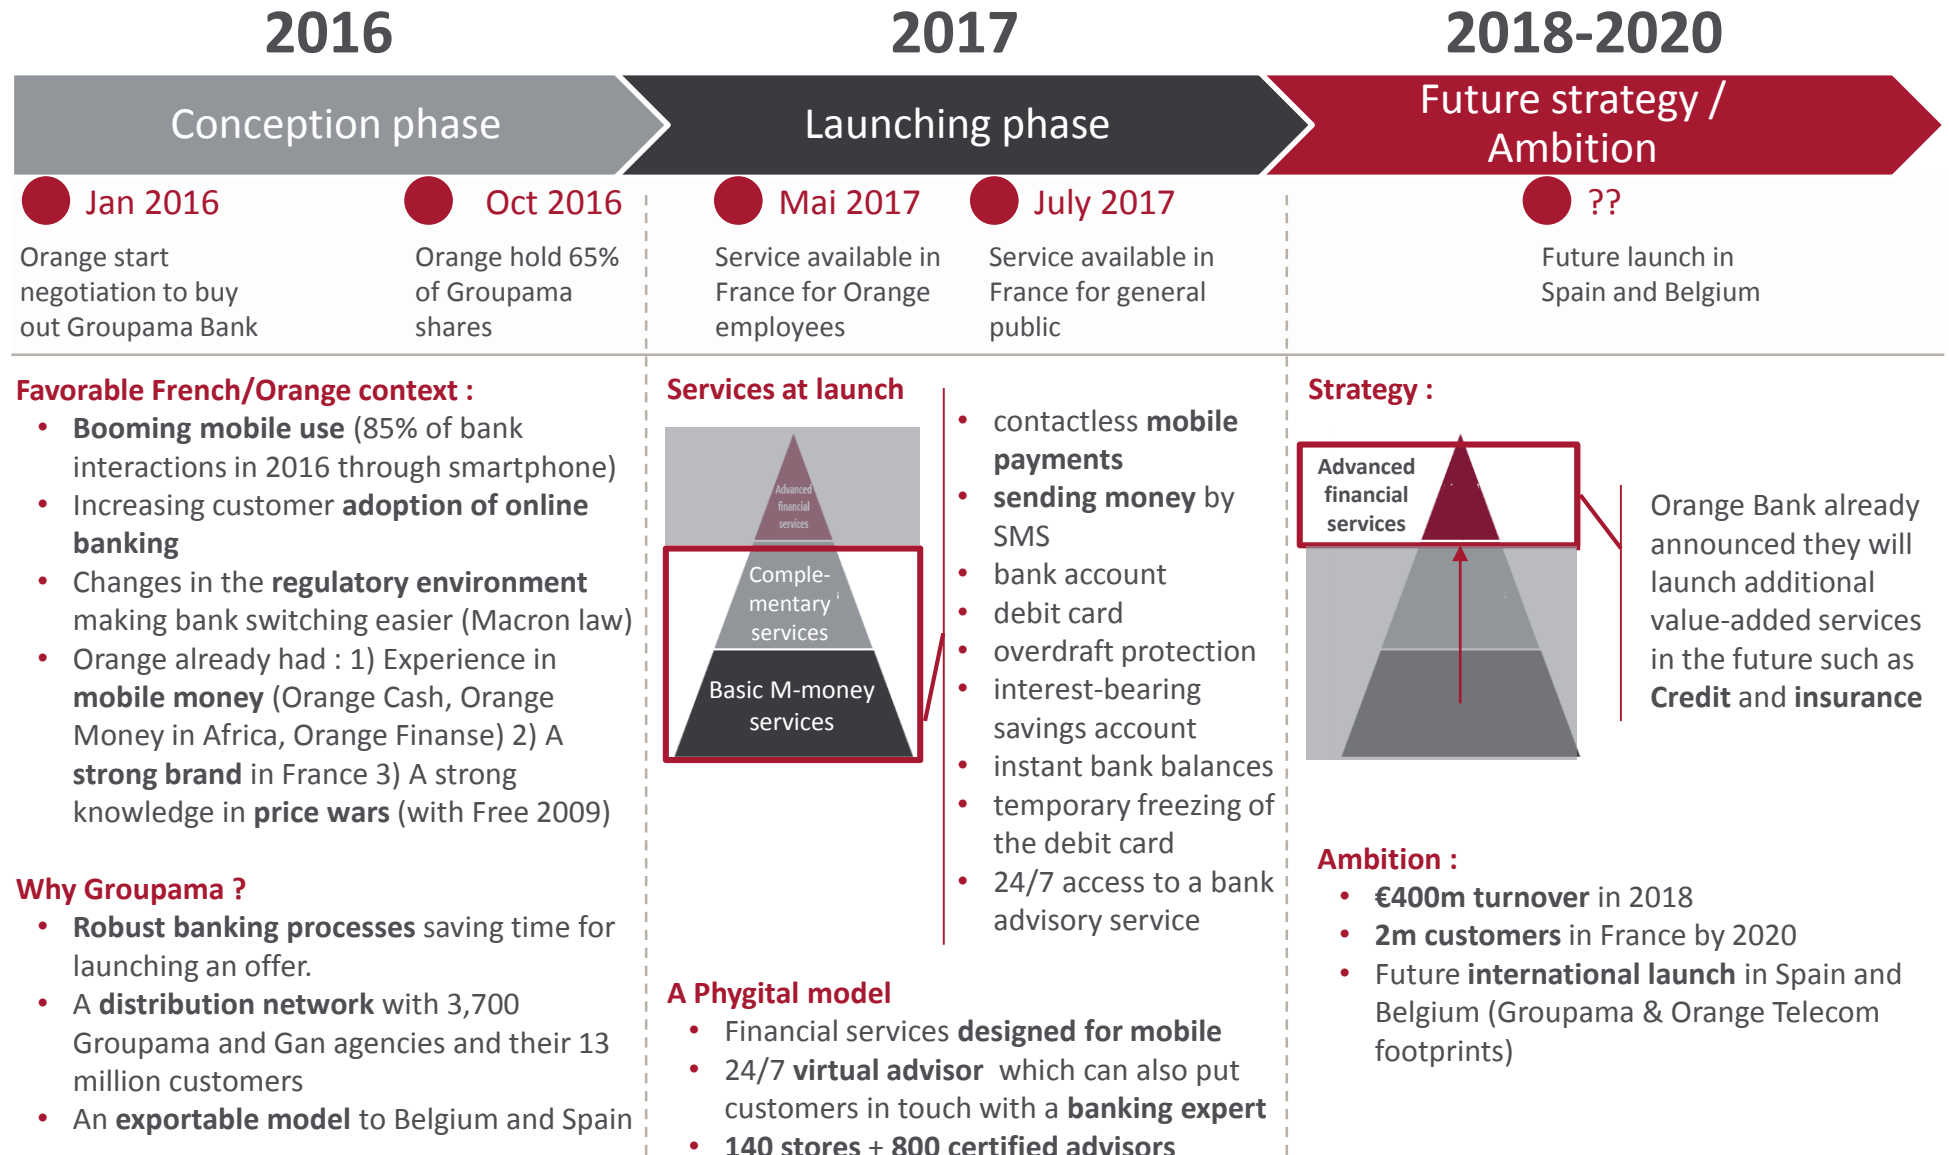 2016
2017
2018-2020
Conception phase
Launching phase
Future strategy /
Ambition
Jan 2016
Orange start
negotiation to buy
out Groupama Bank
Oct 2016
Orange hold 65%
of Groupama
shares
Mai 2017
Service available in
France for Orange
employees
July 2017
Service available in
France for general
public
??
Future launch in
Spain and Belgium
Favorable French/Orange context :
• Booming mobile use (85% of bank
interactions in 2016 through smartphone)
• Increasing customer adoption of online
banking
• Changes in the regulatory environment
making bank switching easier (Macron law)
• Orange already had : 1) Experience in
mobile money (Orange Cash, Orange
Money in Africa, Orange Finanse) 2) A
strong brand in France 3) A strong
knowledge in price wars (with Free 2009)
Why Groupama ?
• Robust banking processes saving time for
launching an offer.
• A distribution network with 3,700
Groupama and Gan agencies and their 13
million customers
• An exportable model to Belgium and Spain
Services at launch
Advanced
financial
services
Comple-
mentary
services
Basic M-money
services
• contactless mobile
payments
• sending money by
SMS
• bank account
• debit card
• overdraft protection
• interest-bearing
savings account
• instant bank balances
• temporary freezing of
the debit card
• 24/7 access to a bank
advisory service
A Phygital model
• Financial services designed for mobile
• 24/7 virtual advisor which can also put
customers in touch with a banking expert
• 140 stores + 800 certified advisors
Strategy :
Advanced
financial
services
Orange Bank already
announced they will
launch additional
value-added services
in the future such as
Credit and insurance
Ambition :
• €400m turnover in 2018
• 2m customers in France by 2020
• Future international launch in Spain and
Belgium (Groupama & Orange Telecom
footprints)